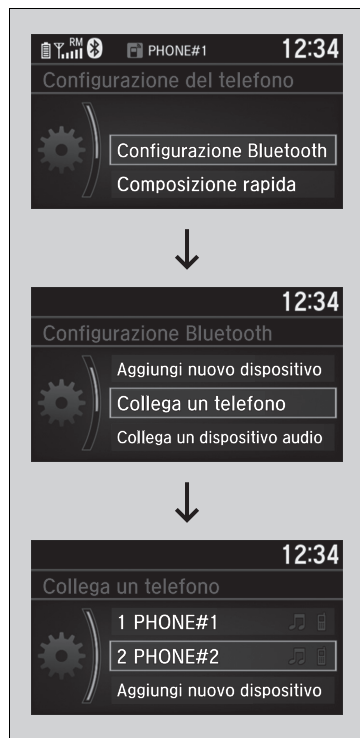 RM PHONE#1 12:34
Configurazione del telefono
Configurazione Bluetooth
Composizione rapida
12:34
Configurazione Bluetooth
Aggiungi nuovo dispositivo
Collega un telefono
Collega un dispositivo audio
12:34
Collega un telefono
1 PHONE#1
2 PHONE#2
Aggiungi nuovo dispositivo